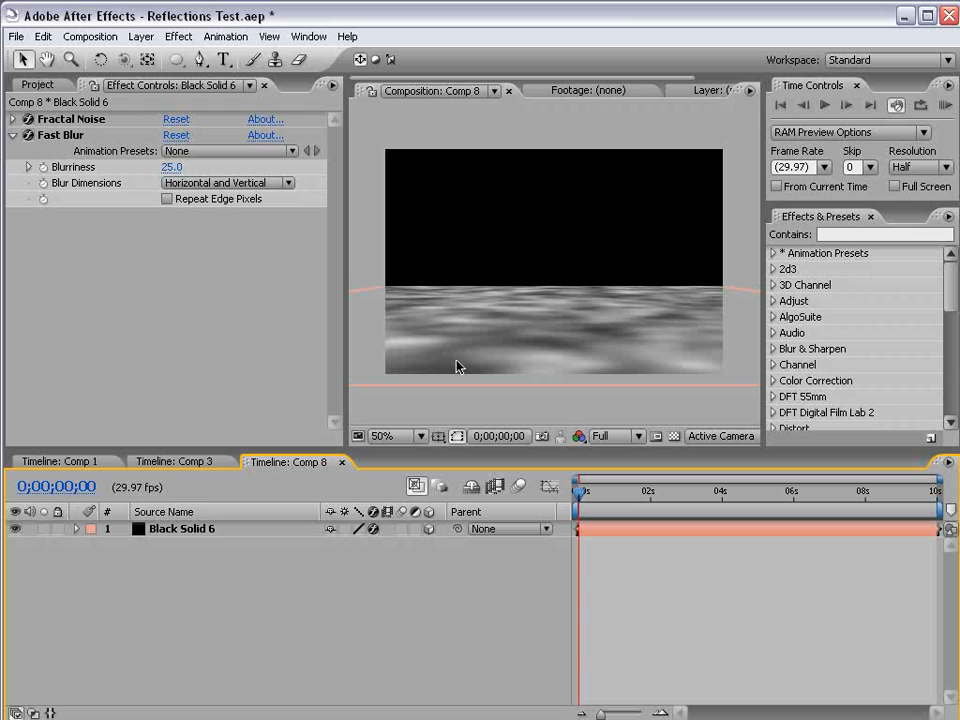 Adobe After Effects - Reflections Test.aep *
File Edit Composition Layer Effect Animation View Window Help
Workspace: Standard
Project Effect Controls: Black Solid 6
Comp 8 * Black Solid 6
Fractal Noise Reset About...
Fast Blur Reset About...
Animation Presets: None
Blurriness 25.0
Blur Dimensions Horizontal and Vertical
Repeat Edge Pixels
Composition: Comp 8 Footage: (none) Layer: (
50% 0;00;00;00 Full Active Camera
Time Controls
RAM Preview Options
Frame Rate Skip Resolution
(29.97) 0 Half
From Current Time Full Screen
Effects & Presets
Contains:
* Animation Presets
2d3
3D Channel
Adjust
AlgoSuite
Audio
Blur & Sharpen
Channel
Color Correction
DFT 55mm
DFT Digital Film Lab 2
Distort
Timeline: Comp 1 Timeline: Comp 3 Timeline: Comp 8
0;00;00;00 (29.97 fps)
02s 04s 06s 08s 10s
# Source Name Parent
1 Black Solid 6 None